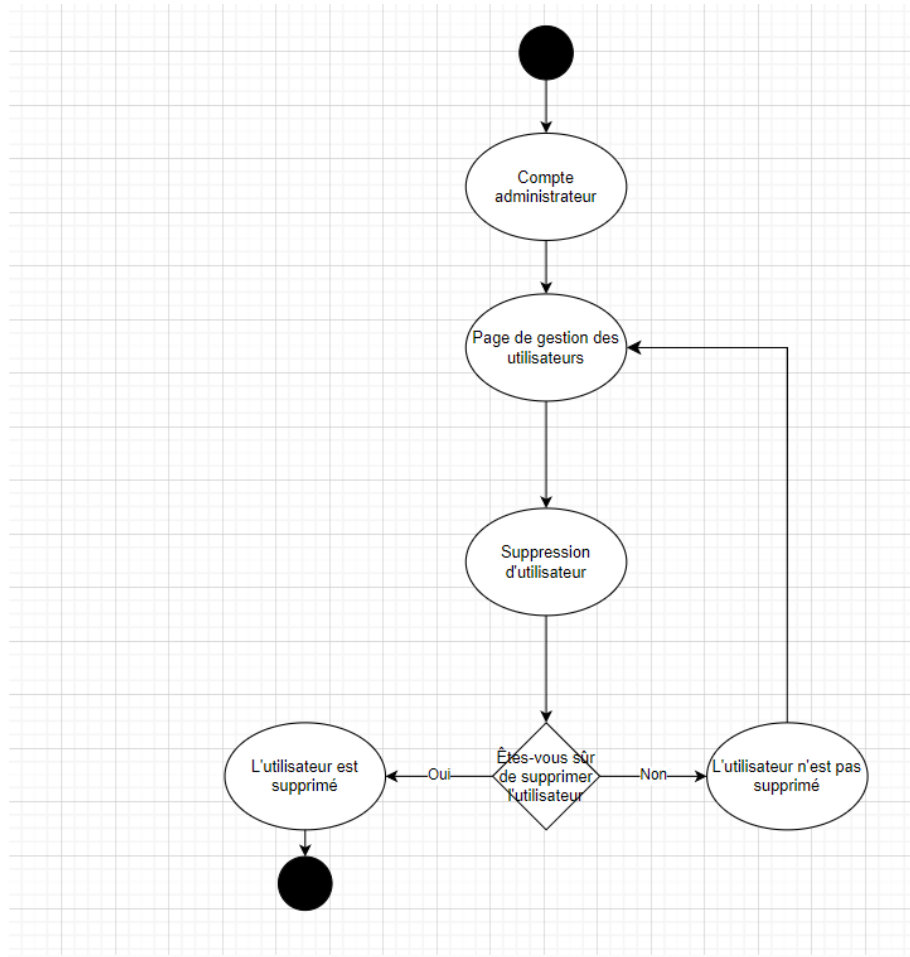 Compte
administrateur
Page de gestion des
utilisateurs
Suppression
d'utilisateur
L'utilisateur est
supprimé
Oui
Êtes-vous sûr
de supprimer
l'utilisateur
Non
L'utilisateur n'est pas
supprimé